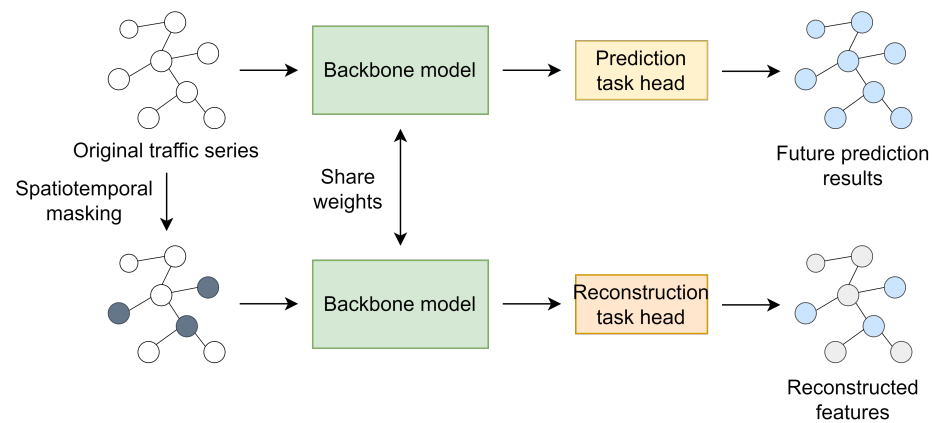 Backbone model
Prediction
task head
Original traffic series
Future prediction
results
Spatiotemporal
masking
Share
weights
Backbone model
Reconstruction
task head
Reconstructed
features